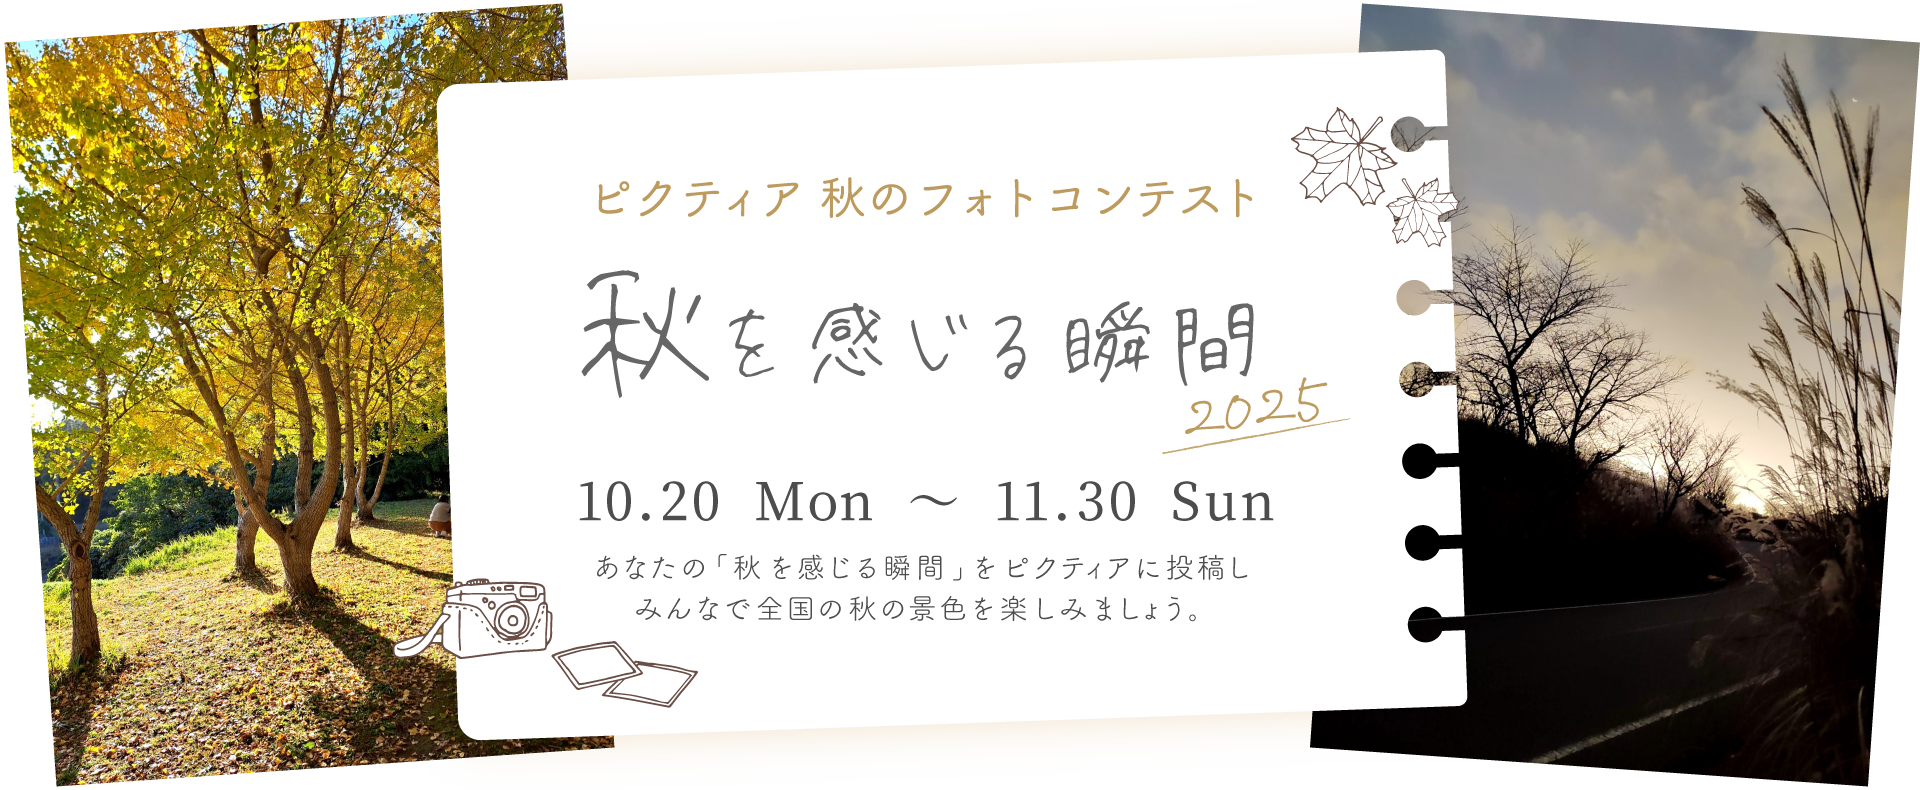 ピクティア 秋のフォトコンテスト
秋を感じる瞬間
2025
10.20 Mon ～ 11.30 Sun
あなたの「秋を感じる瞬間」をピクティアに投稿し
みんなで全国の秋の景色を楽しみましょう。